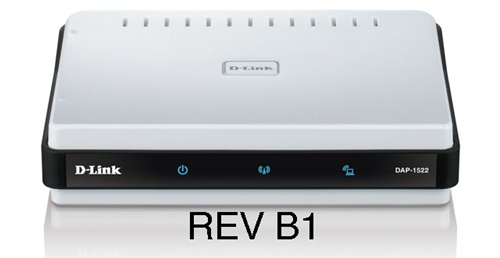 D-Link
D-Link DAP-1522
REV B1